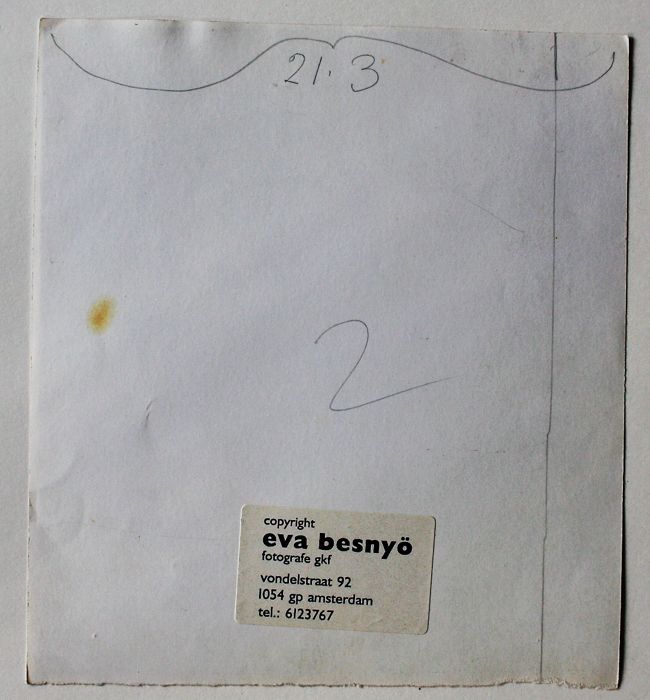 21.3
2
copyright
eva besnyö
fotografe gkf
vondelstraat 92
1054 gp amsterdam
tel.: 6123767